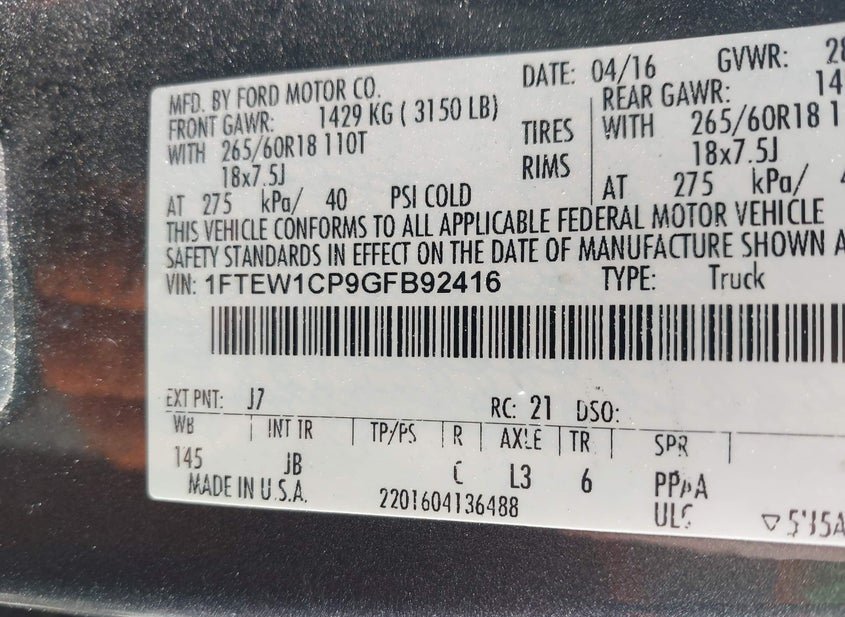 MFD. BY FORD MOTOR CO.
DATE: 04/16 GVWR: 28
FRONT GAWR: 1429 KG ( 3150 LB) REAR GAWR: 14
WITH 265/60R18 110T TIRES WITH 265/60R18 1
18x7.5J RIMS 18x7.5J
AT 275 kPa/ 40 PSI COLD AT 275 kPa/
THIS VEHICLE CONFORMS TO ALL APPLICABLE FEDERAL MOTOR VEHICLE
SAFETY STANDARDS IN EFFECT ON THE DATE OF MANUFACTURE SHOWN A
VIN: 1FTEW1CP9GFB92416 TYPE: Truck
EXT PNT: J7 RC: 21 DSO:
WB INT TR TP/PS R AXLE TR SPR
145 JB C L3 6
MADE IN U.S.A. 2201604136488